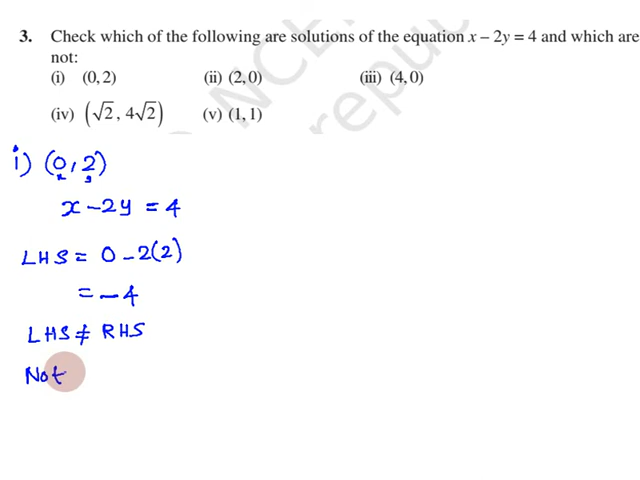 3. Check which of the following are solutions of the equation x – 2y = 4 and which are
not:
(i) (0, 2) (ii) (2, 0) (iii) (4, 0)
(iv) (√2, 4√2) (v) (1, 1)
i) (0, 2)
x y
x – 2y = 4
LHS = 0 – 2(2)
= – 4
LHS ≠ RHS
Not